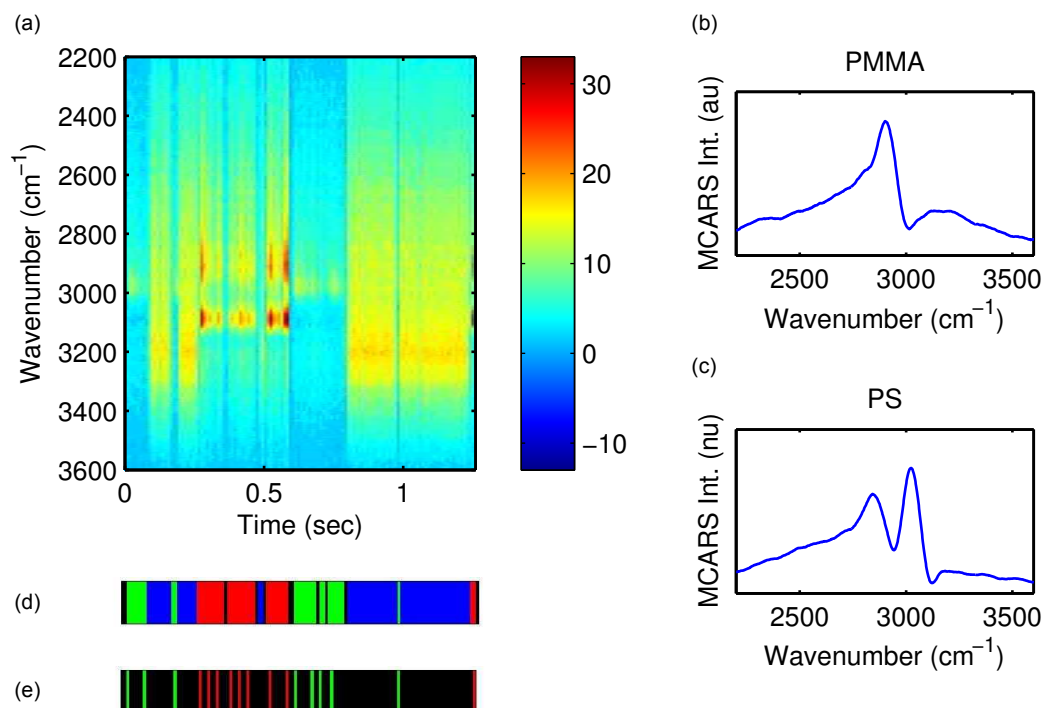 (a)
2200
2400
2600
2800
3000
3200
3400
3600
Wavenumber (cm⁻¹)
0
0.5
1
Time (sec)
30
20
10
0
−10
(b)
PMMA
MCARS Int. (au)
2500
3000
3500
Wavenumber (cm⁻¹)
(c)
PS
MCARS Int. (nu)
2500
3000
3500
Wavenumber (cm⁻¹)
(d)
(e)